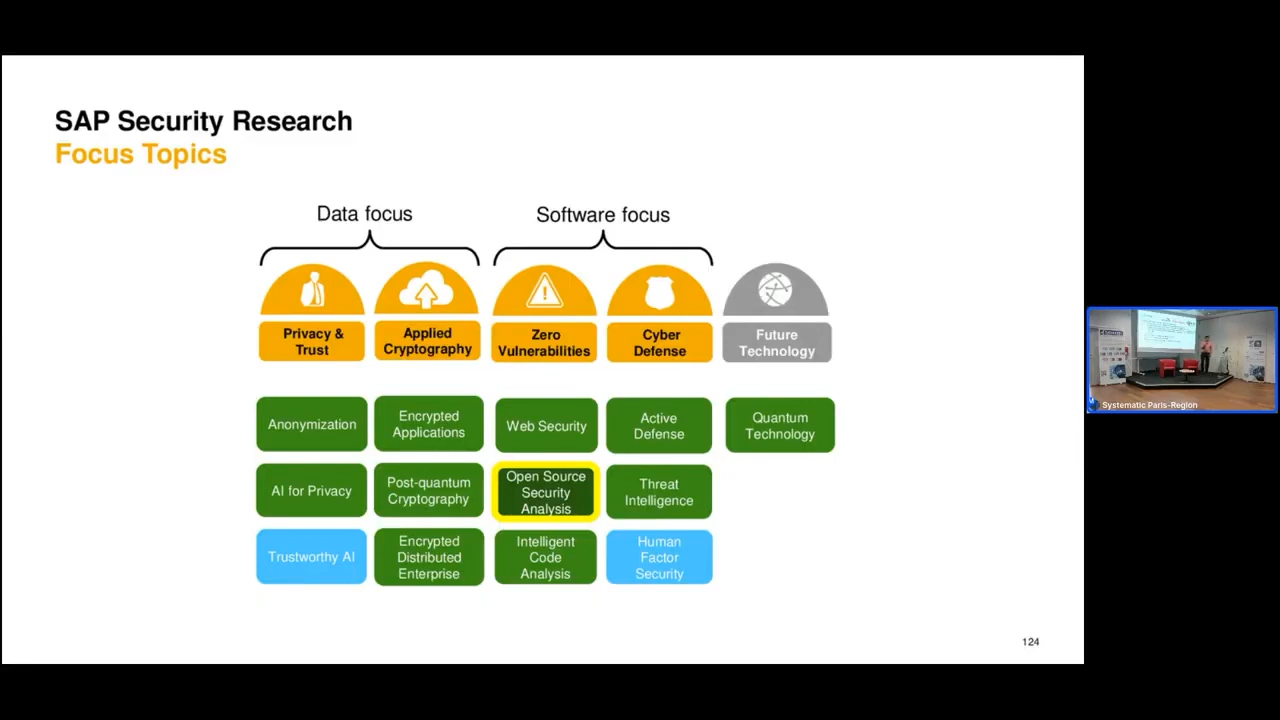 SAP Security Research
Focus Topics
Data focus
Software focus
Privacy &
Trust
Applied
Cryptography
Zero
Vulnerabilities
Cyber
Defense
Future
Technology
Anonymization
Encrypted
Applications
Web Security
Active
Defense
Quantum
Technology
AI for Privacy
Post-quantum
Cryptography
Open Source
Security
Analysis
Threat
Intelligence
Trustworthy AI
Encrypted
Distributed
Enterprise
Intelligent
Code
Analysis
Human
Factor
Security
124
Systematic Paris-Region